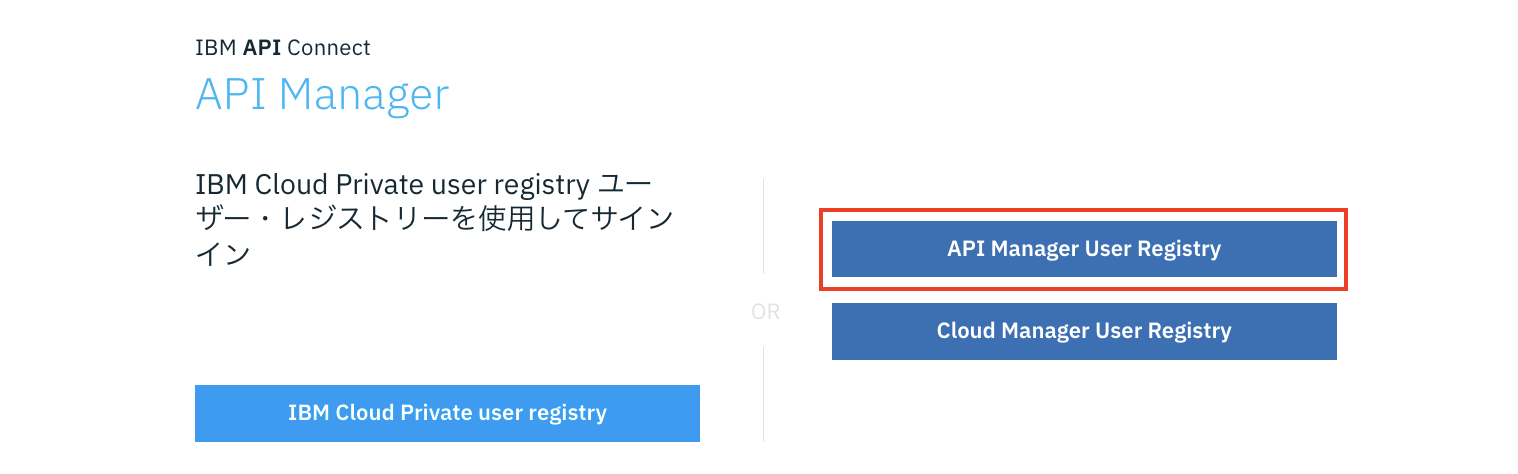 IBM API Connect
API Manager
IBM Cloud Private user registry ユー
ザー・レジストリーを使用してサイン
イン
IBM Cloud Private user registry
OR
API Manager User Registry
Cloud Manager User Registry